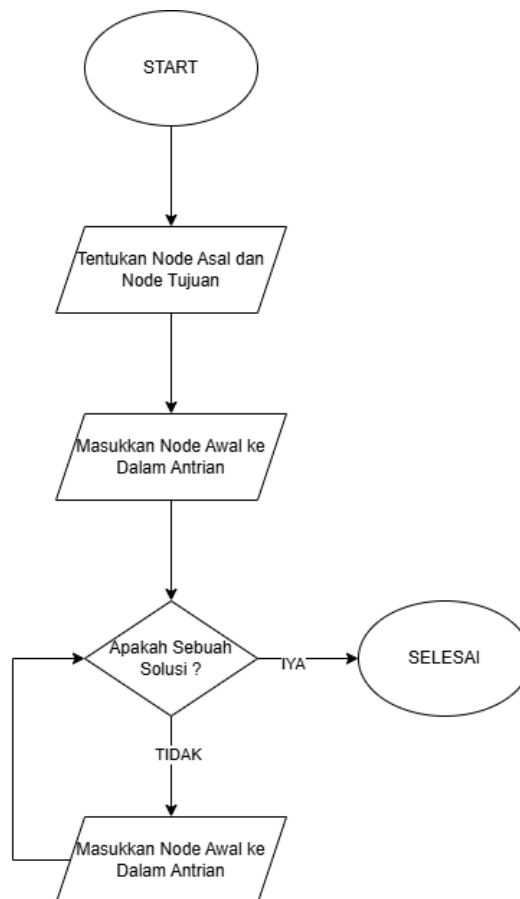 START
Tentukan Node Asal dan
Node Tujuan
Masukkan Node Awal ke
Dalam Antrian
Apakah Sebuah
Solusi ?
IYA
SELESAI
TIDAK
Masukkan Node Awal ke
Dalam Antrian